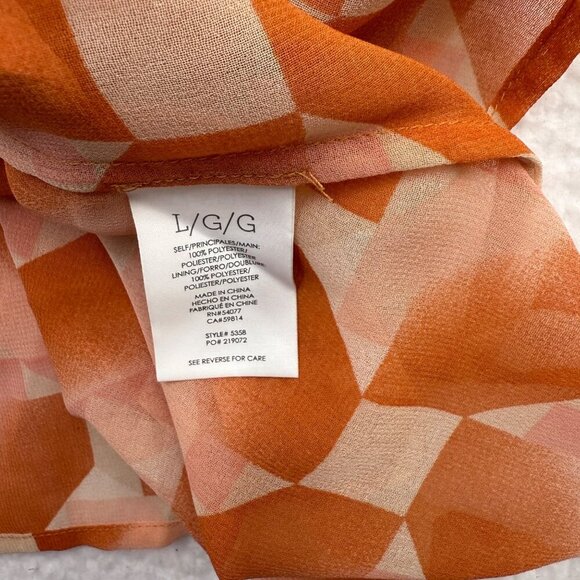 L/G/G
SELF/PRINCIPALES/MAIN:
100% POLYESTER/
POLIESTER/POLYESTER
LINING/FORRO/DOUBLURE
100% POLYESTER/
POLIESTER/POLYESTER
MADE IN CHINA
HECHO EN CHINA
FABRIQUÉ EN CHINE
RN#54077
CA#59814
STYLE# 5358
PO# 219072
SEE REVERSE FOR CARE